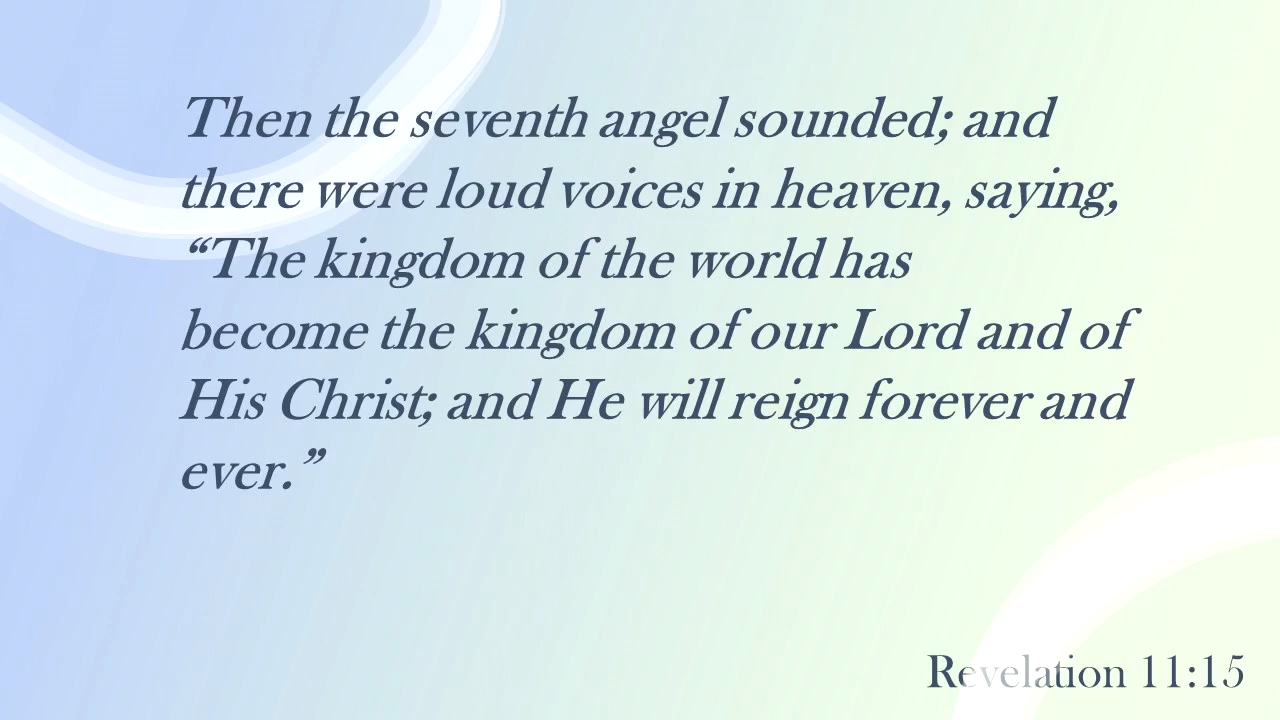 Then the seventh angel sounded; and
there were loud voices in heaven, saying,
“The kingdom of the world has
become the kingdom of our Lord and of
His Christ; and He will reign forever and
ever.”
Revelation 11:15